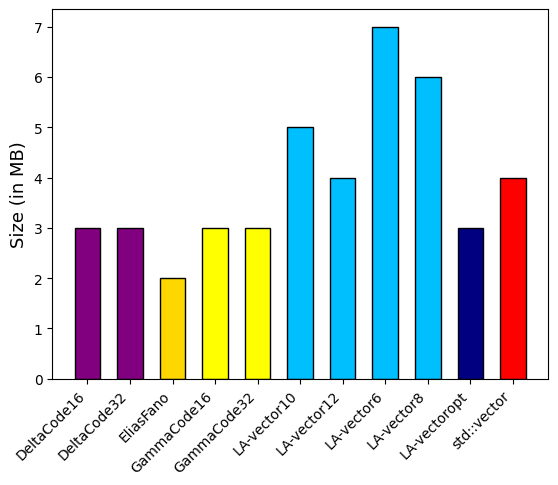 Size (in MB)
7
6
5
4
3
2
1
0
DeltaCode16
DeltaCode32
EliasFano
GammaCode16
GammaCode32
LA-vector10
LA-vector12
LA-vector6
LA-vector8
LA-vectoropt
std::vector